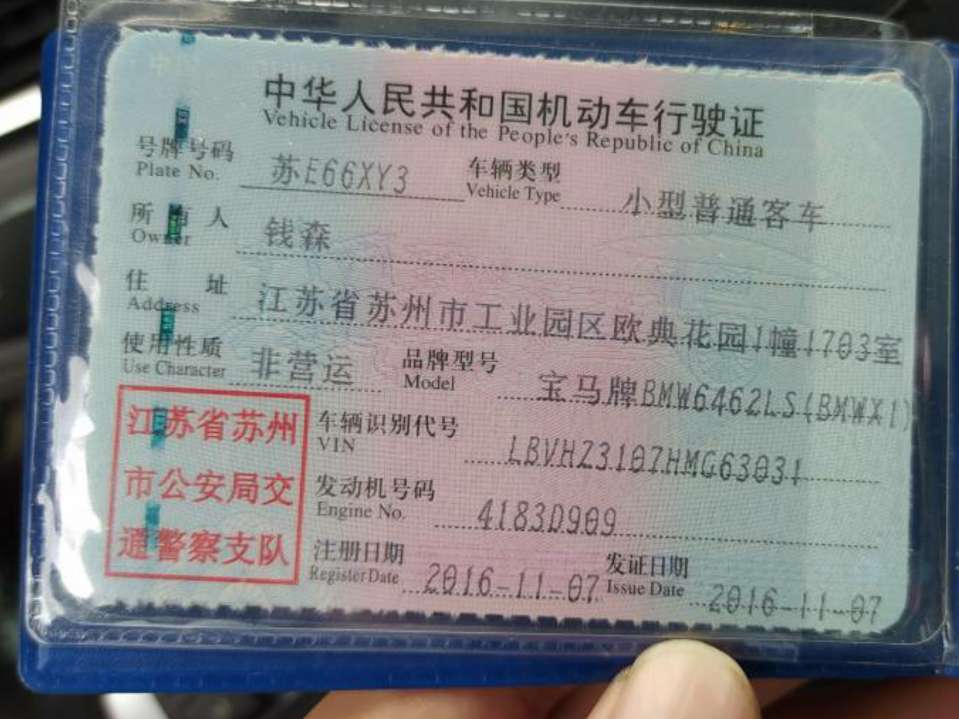 中华人民共和国机动车行驶证
Vehicle License of the People's Republic of China
号牌号码 苏E66XY3 车辆类型 小型普通客车
Plate No. Vehicle Type
所有人 钱森
Owner
住址 江苏省苏州市工业园区欧典花园1幢1703室
Address
使用性质 非营运 品牌型号 宝马牌BMW6462LS(BMWX1)
Use Character Model
江苏省苏州
市公安局交
通警察支队
车辆识别代号 LBVHZ3107HMG63031
VIN
发动机号码 4183D909
Engine No.
注册日期 2016-11-07 发证日期 2016-11-07
Register Date Issue Date